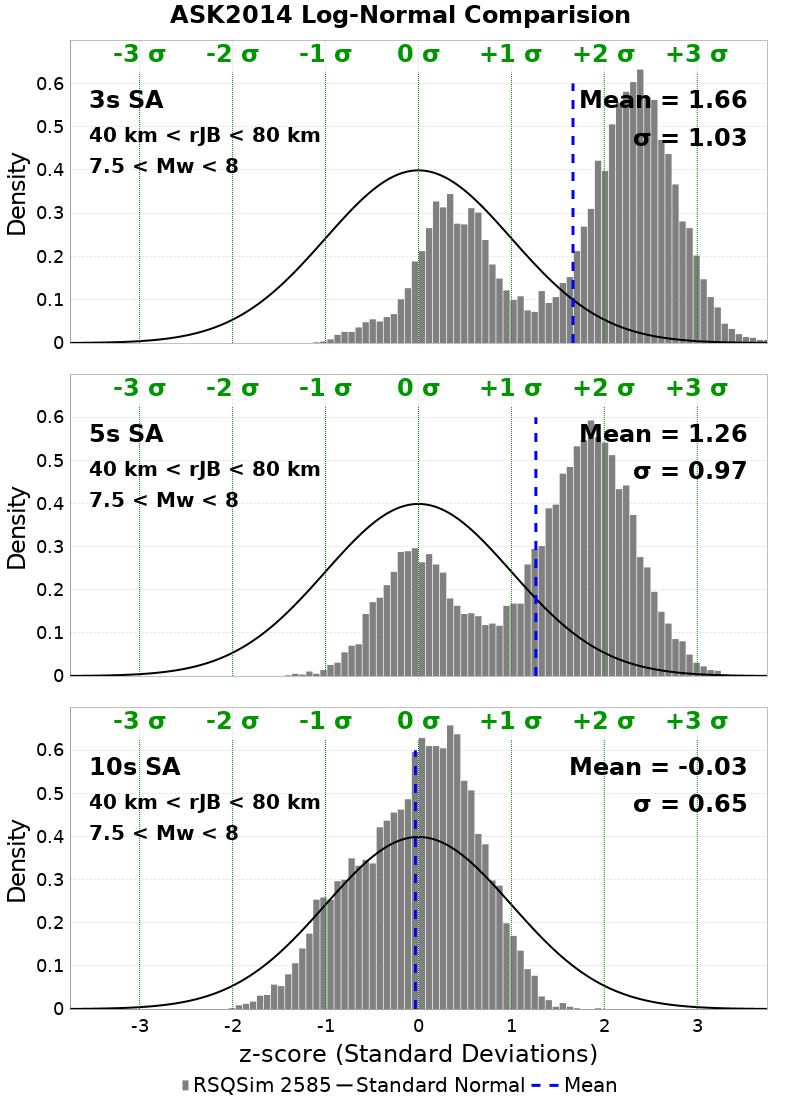 ASK2014 Log-Normal Comparision
-3 σ -2 σ -1 σ 0 σ +1 σ +2 σ +3 σ
3s SA
Mean = 1.66
40 km < rJB < 80 km
σ = 1.03
7.5 < Mw < 8
Density
0.6
0.5
0.4
0.3
0.2
0.1
0
-3 σ -2 σ -1 σ 0 σ +1 σ +2 σ +3 σ
5s SA
Mean = 1.26
40 km < rJB < 80 km
σ = 0.97
7.5 < Mw < 8
Density
0.6
0.5
0.4
0.3
0.2
0.1
0
-3 σ -2 σ -1 σ 0 σ +1 σ +2 σ +3 σ
10s SA
Mean = -0.03
40 km < rJB < 80 km
σ = 0.65
7.5 < Mw < 8
Density
0.6
0.5
0.4
0.3
0.2
0.1
0
-3 -2 -1 0 1 2 3
z-score (Standard Deviations)
RSQSim 2585 Standard Normal Mean